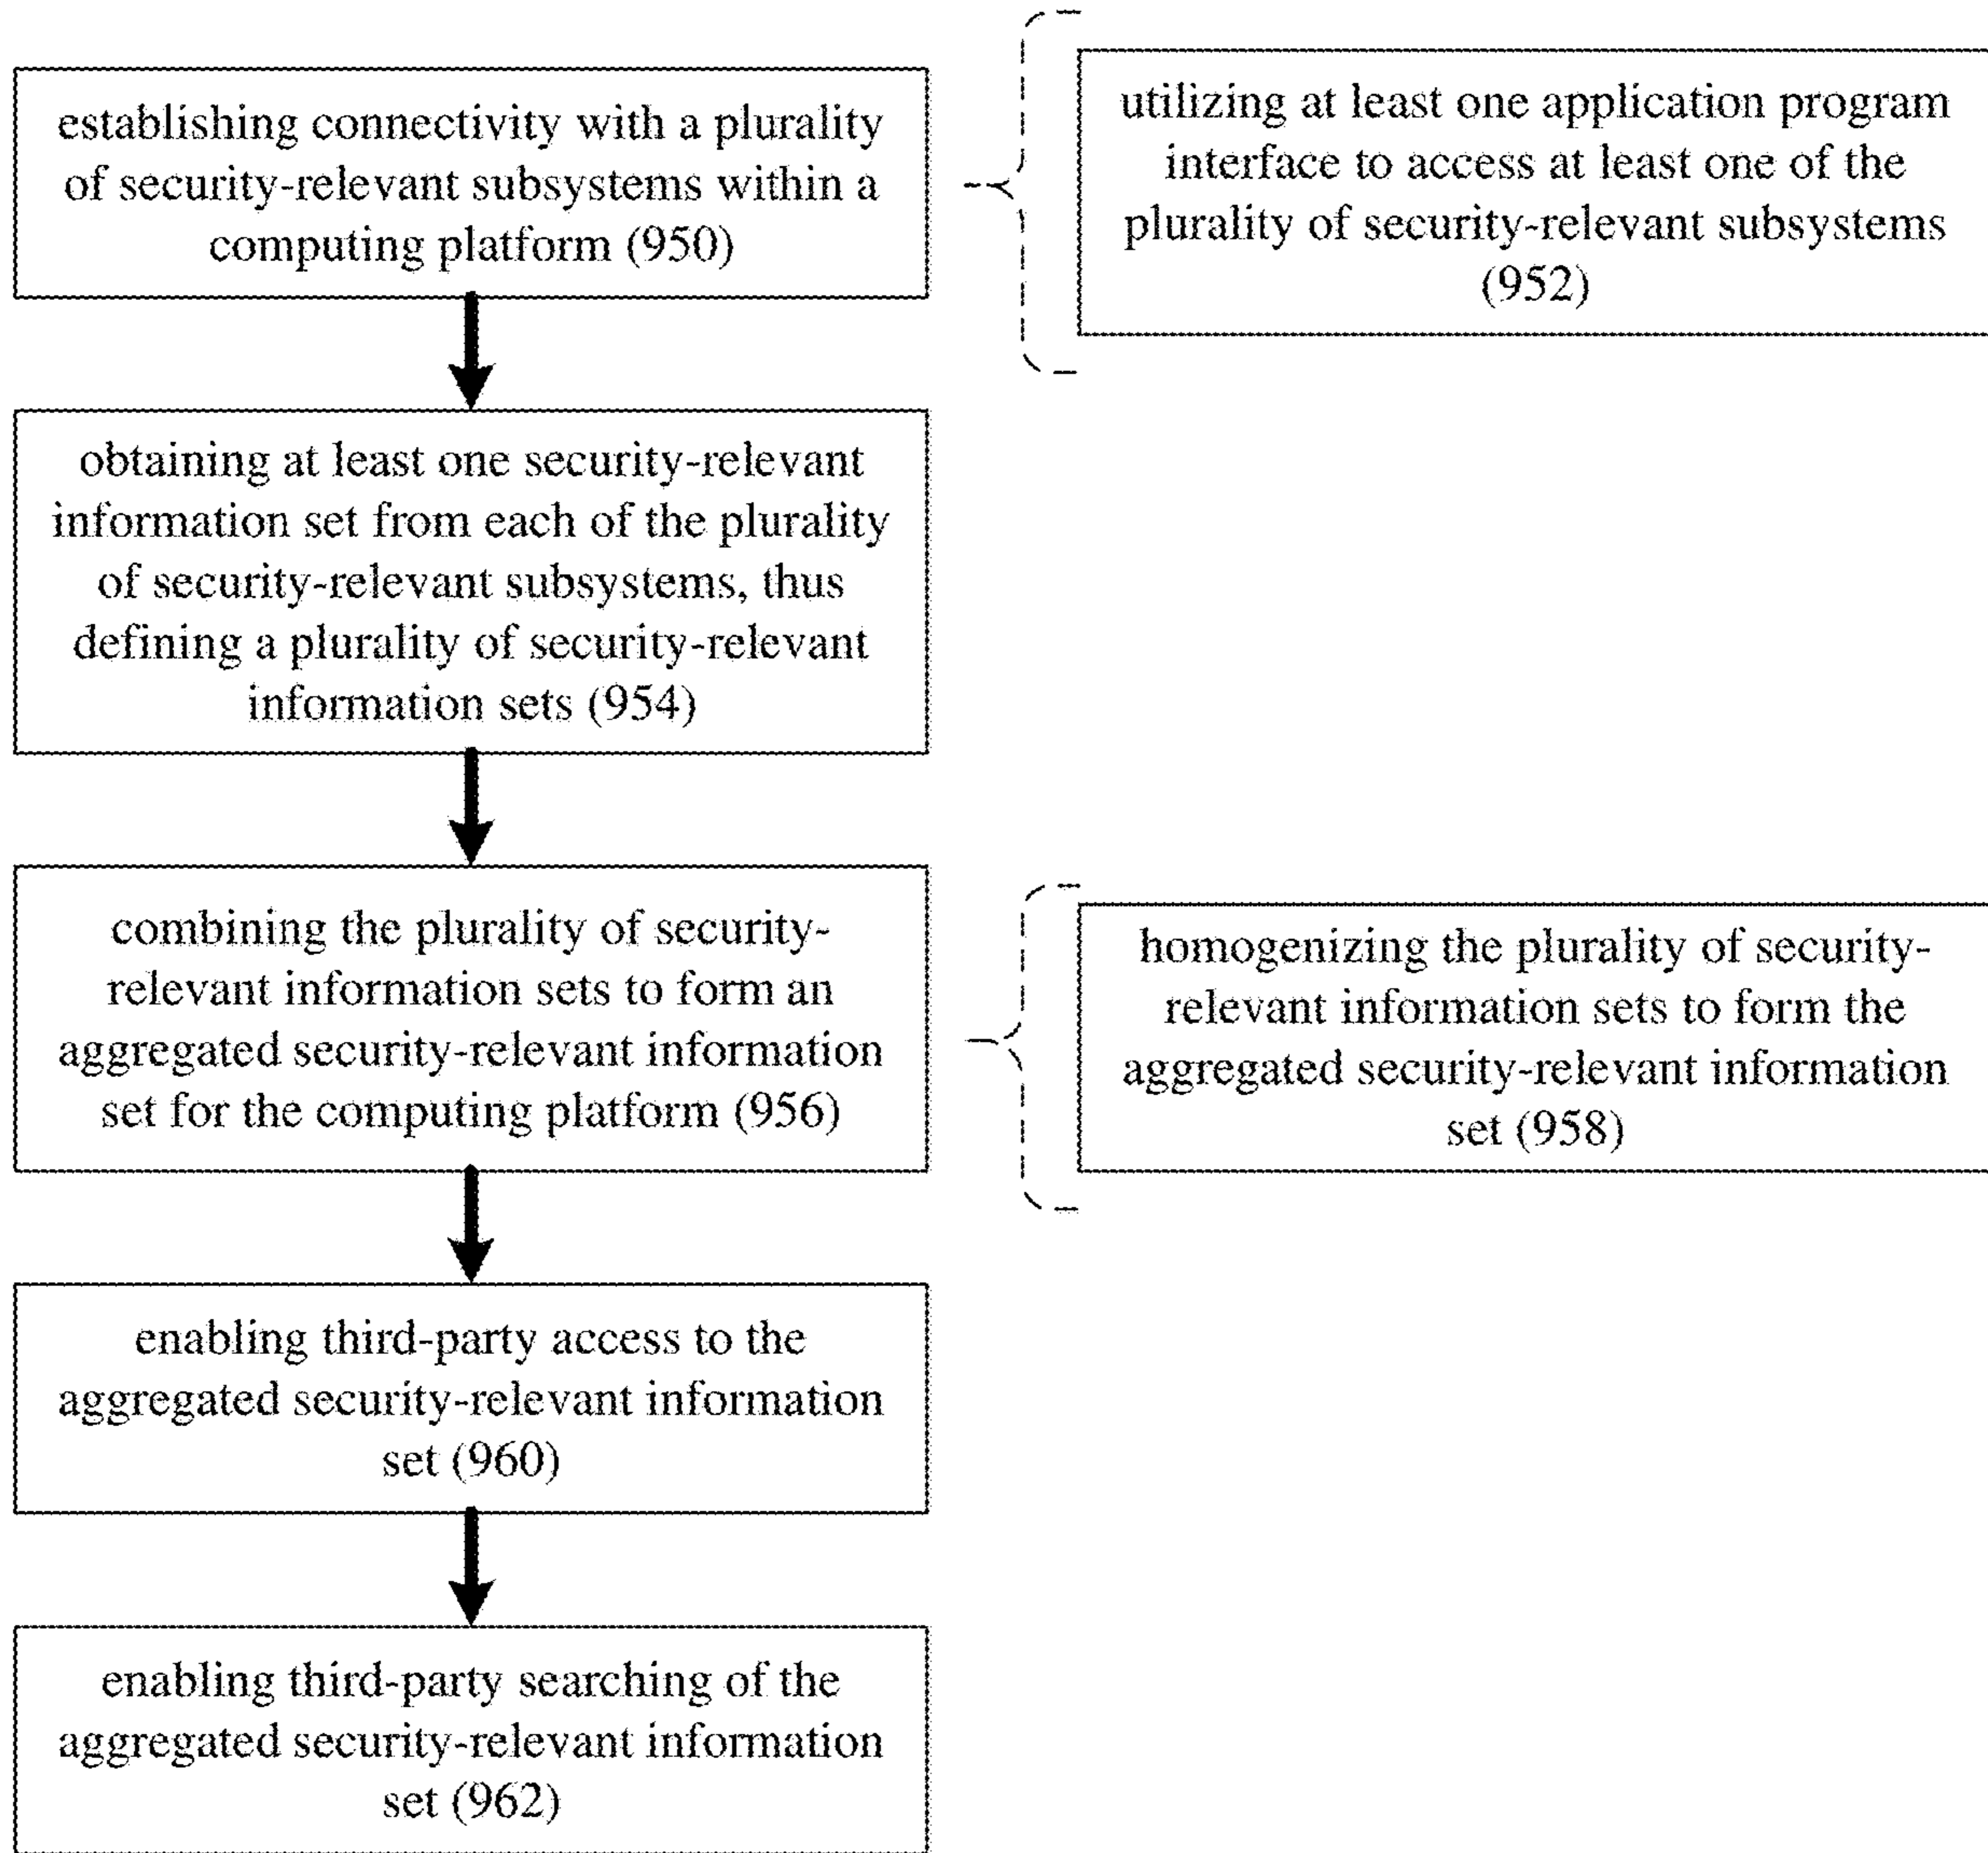 establishing connectivity with a plurality
of security-relevant subsystems within a
computing platform (950)
utilizing at least one application program
interface to access at least one of the
plurality of security-relevant subsystems
(952)
obtaining at least one security-relevant
information set from each of the plurality
of security-relevant subsystems, thus
defining a plurality of security-relevant
information sets (954)
combining the plurality of security-
relevant information sets to form an
aggregated security-relevant information
set for the computing platform (956)
homogenizing the plurality of security-
relevant information sets to form the
aggregated security-relevant information
set (958)
enabling third-party access to the
aggregated security-relevant information
set (960)
enabling third-party searching of the
aggregated security-relevant information
set (962)